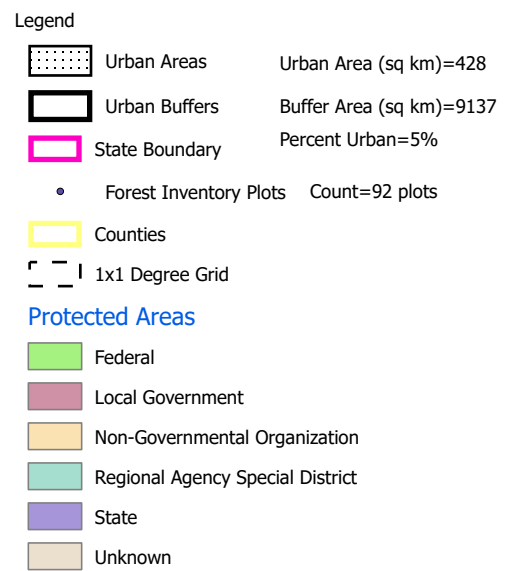 Legend
Urban Areas Urban Area (sq km)=428
Urban Buffers Buffer Area (sq km)=9137
State Boundary Percent Urban=5%
Forest Inventory Plots Count=92 plots
Counties
1x1 Degree Grid
Protected Areas
Federal
Local Government
Non-Governmental Organization
Regional Agency Special District
State
Unknown